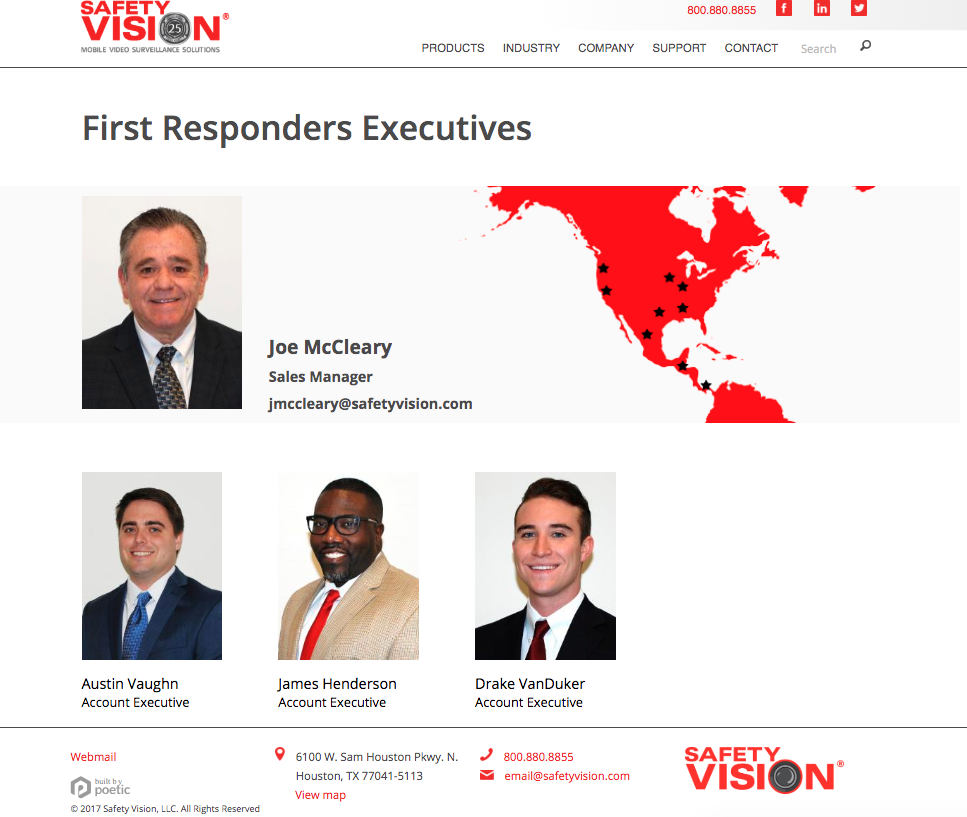 SAFETY
VISION®
25
MOBILE VIDEO SURVEILLANCE SOLUTIONS
800.880.8855
PRODUCTS INDUSTRY COMPANY SUPPORT CONTACT Search
First Responders Executives
Joe McCleary
Sales Manager
jmccleary@safetyvision.com
Austin Vaughn
Account Executive
James Henderson
Account Executive
Drake VanDuker
Account Executive
Webmail
built by
poetic
© 2017 Safety Vision, LLC. All Rights Reserved
6100 W. Sam Houston Pkwy. N.
Houston, TX 77041-5113
View map
800.880.8855
email@safetyvision.com
SAFETY
VISION®